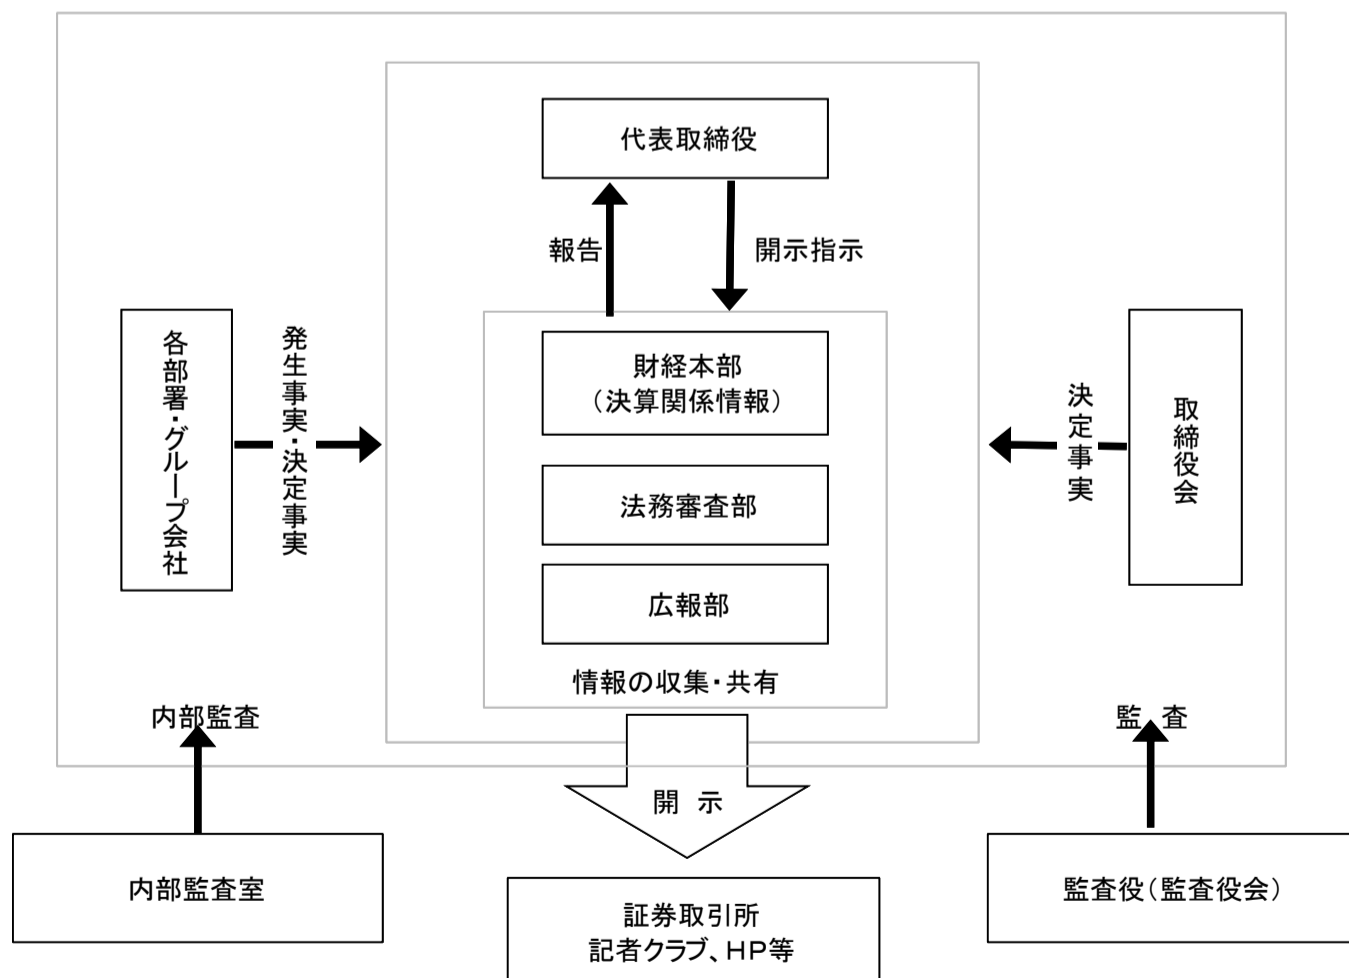 代表取締役
報告
開示指示
各部署・グループ会社
発生事実・決定事実
財経本部
（決算関係情報）
法務審査部
広報部
情報の収集・共有
決定事実
取締役会
内部監査
監 査
開 示
内部監査室
証券取引所
記者クラブ、HP等
監査役（監査役会）